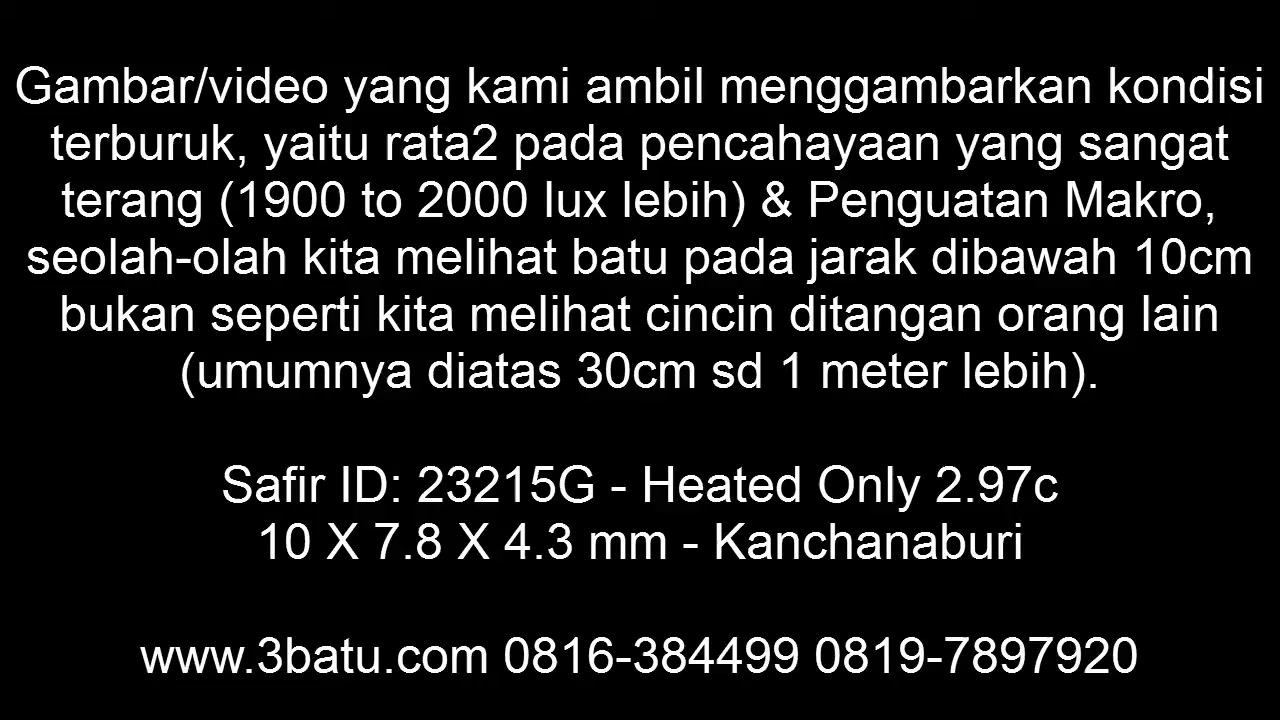 Gambar/video yang kami ambil menggambarkan kondisi
terburuk, yaitu rata2 pada pencahayaan yang sangat
terang (1900 to 2000 lux lebih) & Penguatan Makro,
seolah-olah kita melihat batu pada jarak dibawah 10cm
bukan seperti kita melihat cincin ditangan orang lain
(umumnya diatas 30cm sd 1 meter lebih).
Safir ID: 23215G - Heated Only 2.97c
10 X 7.8 X 4.3 mm - Kanchanaburi
www.3batu.com 0816-384499 0819-7897920